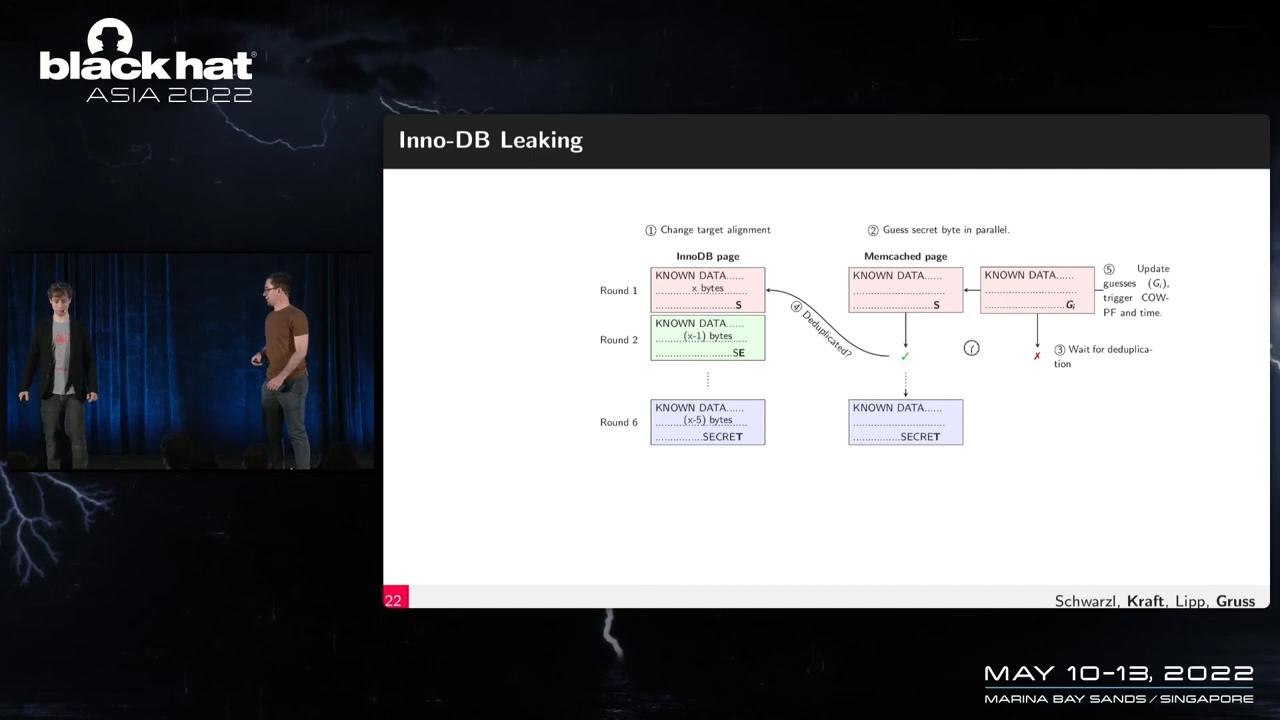 black hat®
ASIA 2022
Inno-DB Leaking
① Change target alignment
② Guess secret byte in parallel.
InnoDB page
Memcached page
Round 1
KNOWN DATA......
x bytes
S
KNOWN DATA......
S
KNOWN DATA......
Gᵢ
⑤ Update
guesses (Gᵢ),
trigger COW-
PF and time.
④ Deduplicated?
Round 2
KNOWN DATA......
(x-1) bytes
SE
✓
✗
③ Wait for deduplica-
tion
Round 6
KNOWN DATA......
(x-5) bytes
SECRET
KNOWN DATA......
SECRET
22
Schwarzl, Kraft, Lipp, Gruss
MAY 10-13, 2022
MARINA BAY SANDS / SINGAPORE